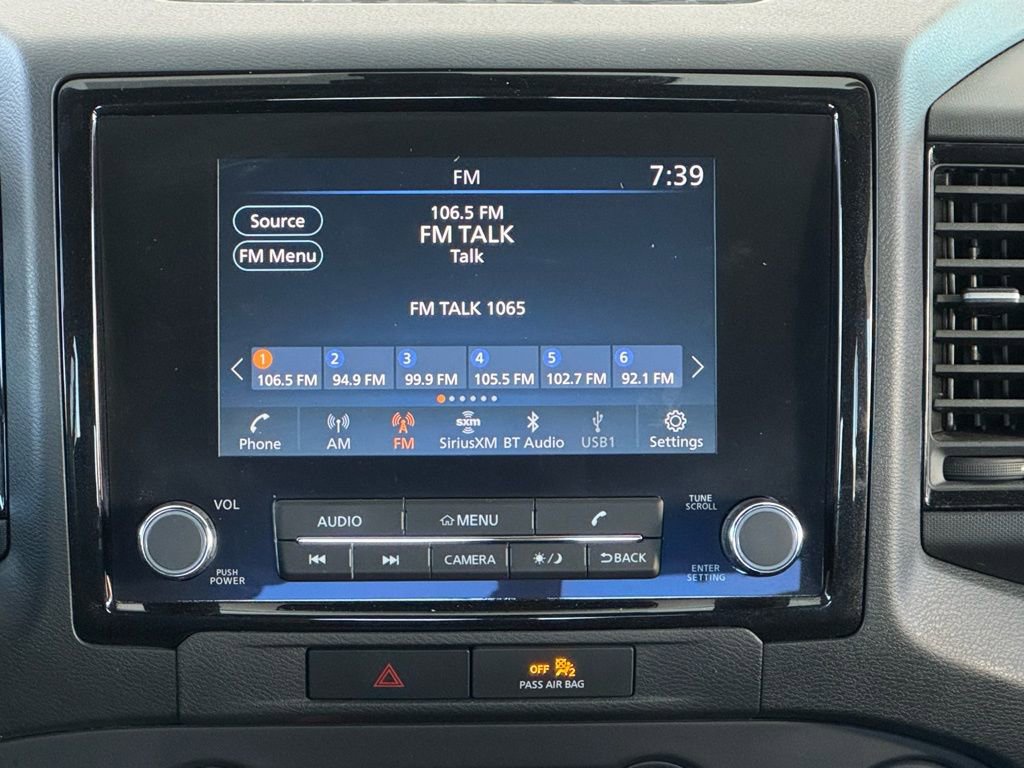 FM 7:39
106.5 FM
Source
FM TALK
FM Menu
Talk
FM TALK 1065
1 2 3 4 5 6
106.5 FM 94.9 FM 99.9 FM 105.5 FM 102.7 FM 92.1 FM
sxm
Phone AM FM SiriusXM BT Audio USB1 Settings
VOL
TUNE
SCROLL
AUDIO MENU
CAMERA BACK
PUSH
POWER
ENTER
SETTING
OFF 2
PASS AIR BAG